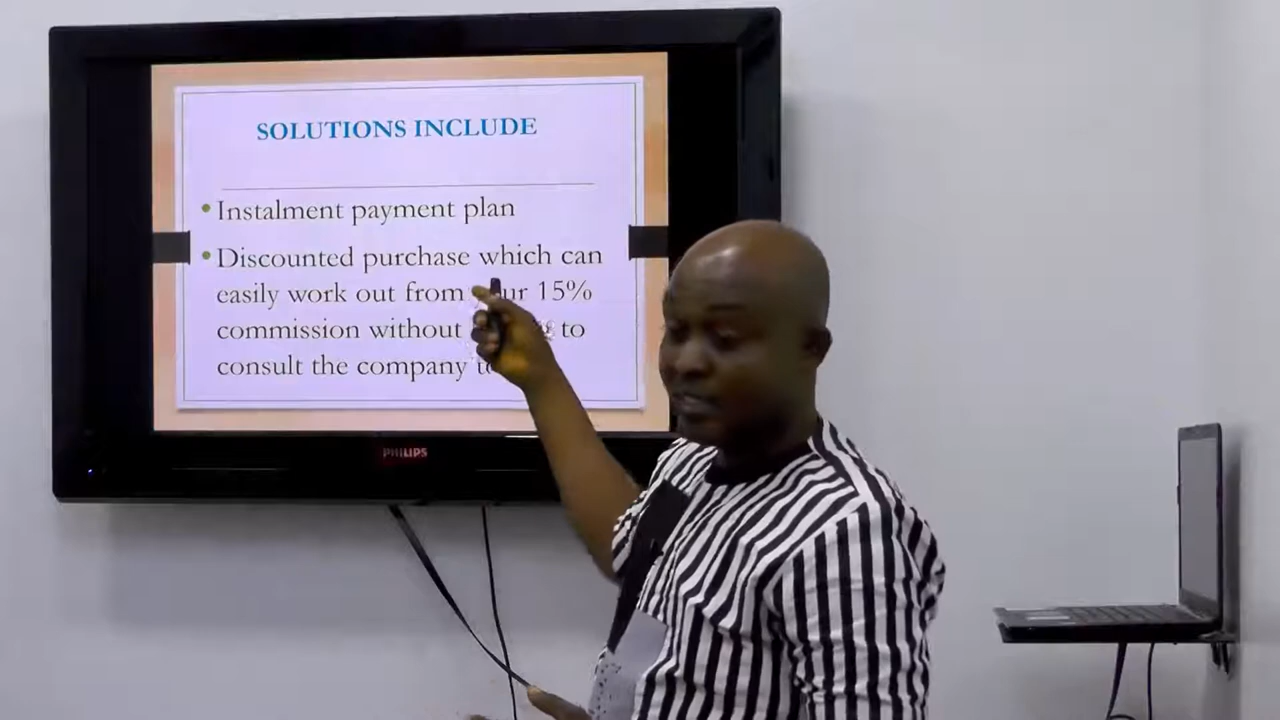 SOLUTIONS INCLUDE
• Instalment payment plan
• Discounted purchase which can
easily work out from your 15%
commission without to
consult the company
PHILIPS